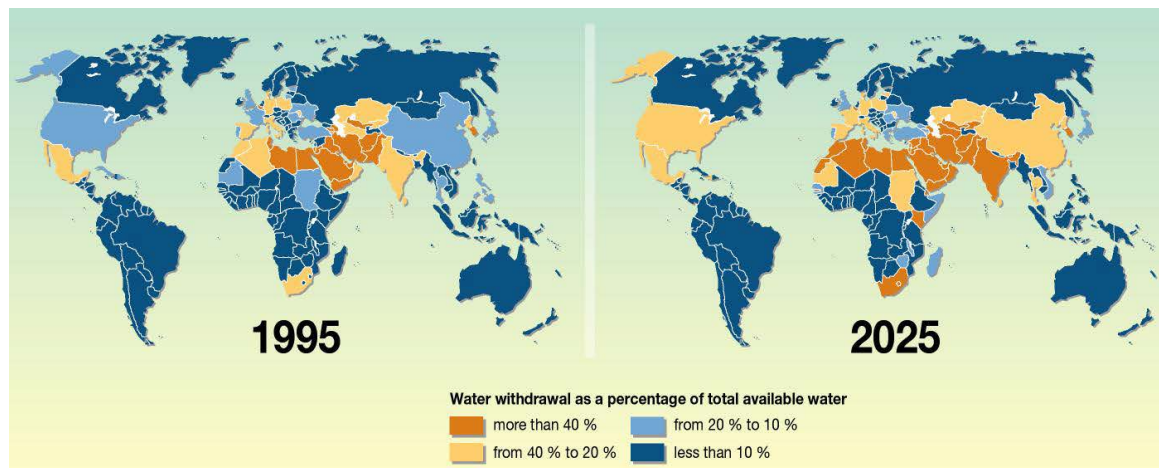 1995
2025
Water withdrawal as a percentage of total available water
more than 40 %
from 20 % to 10 %
from 40 % to 20 %
less than 10 %